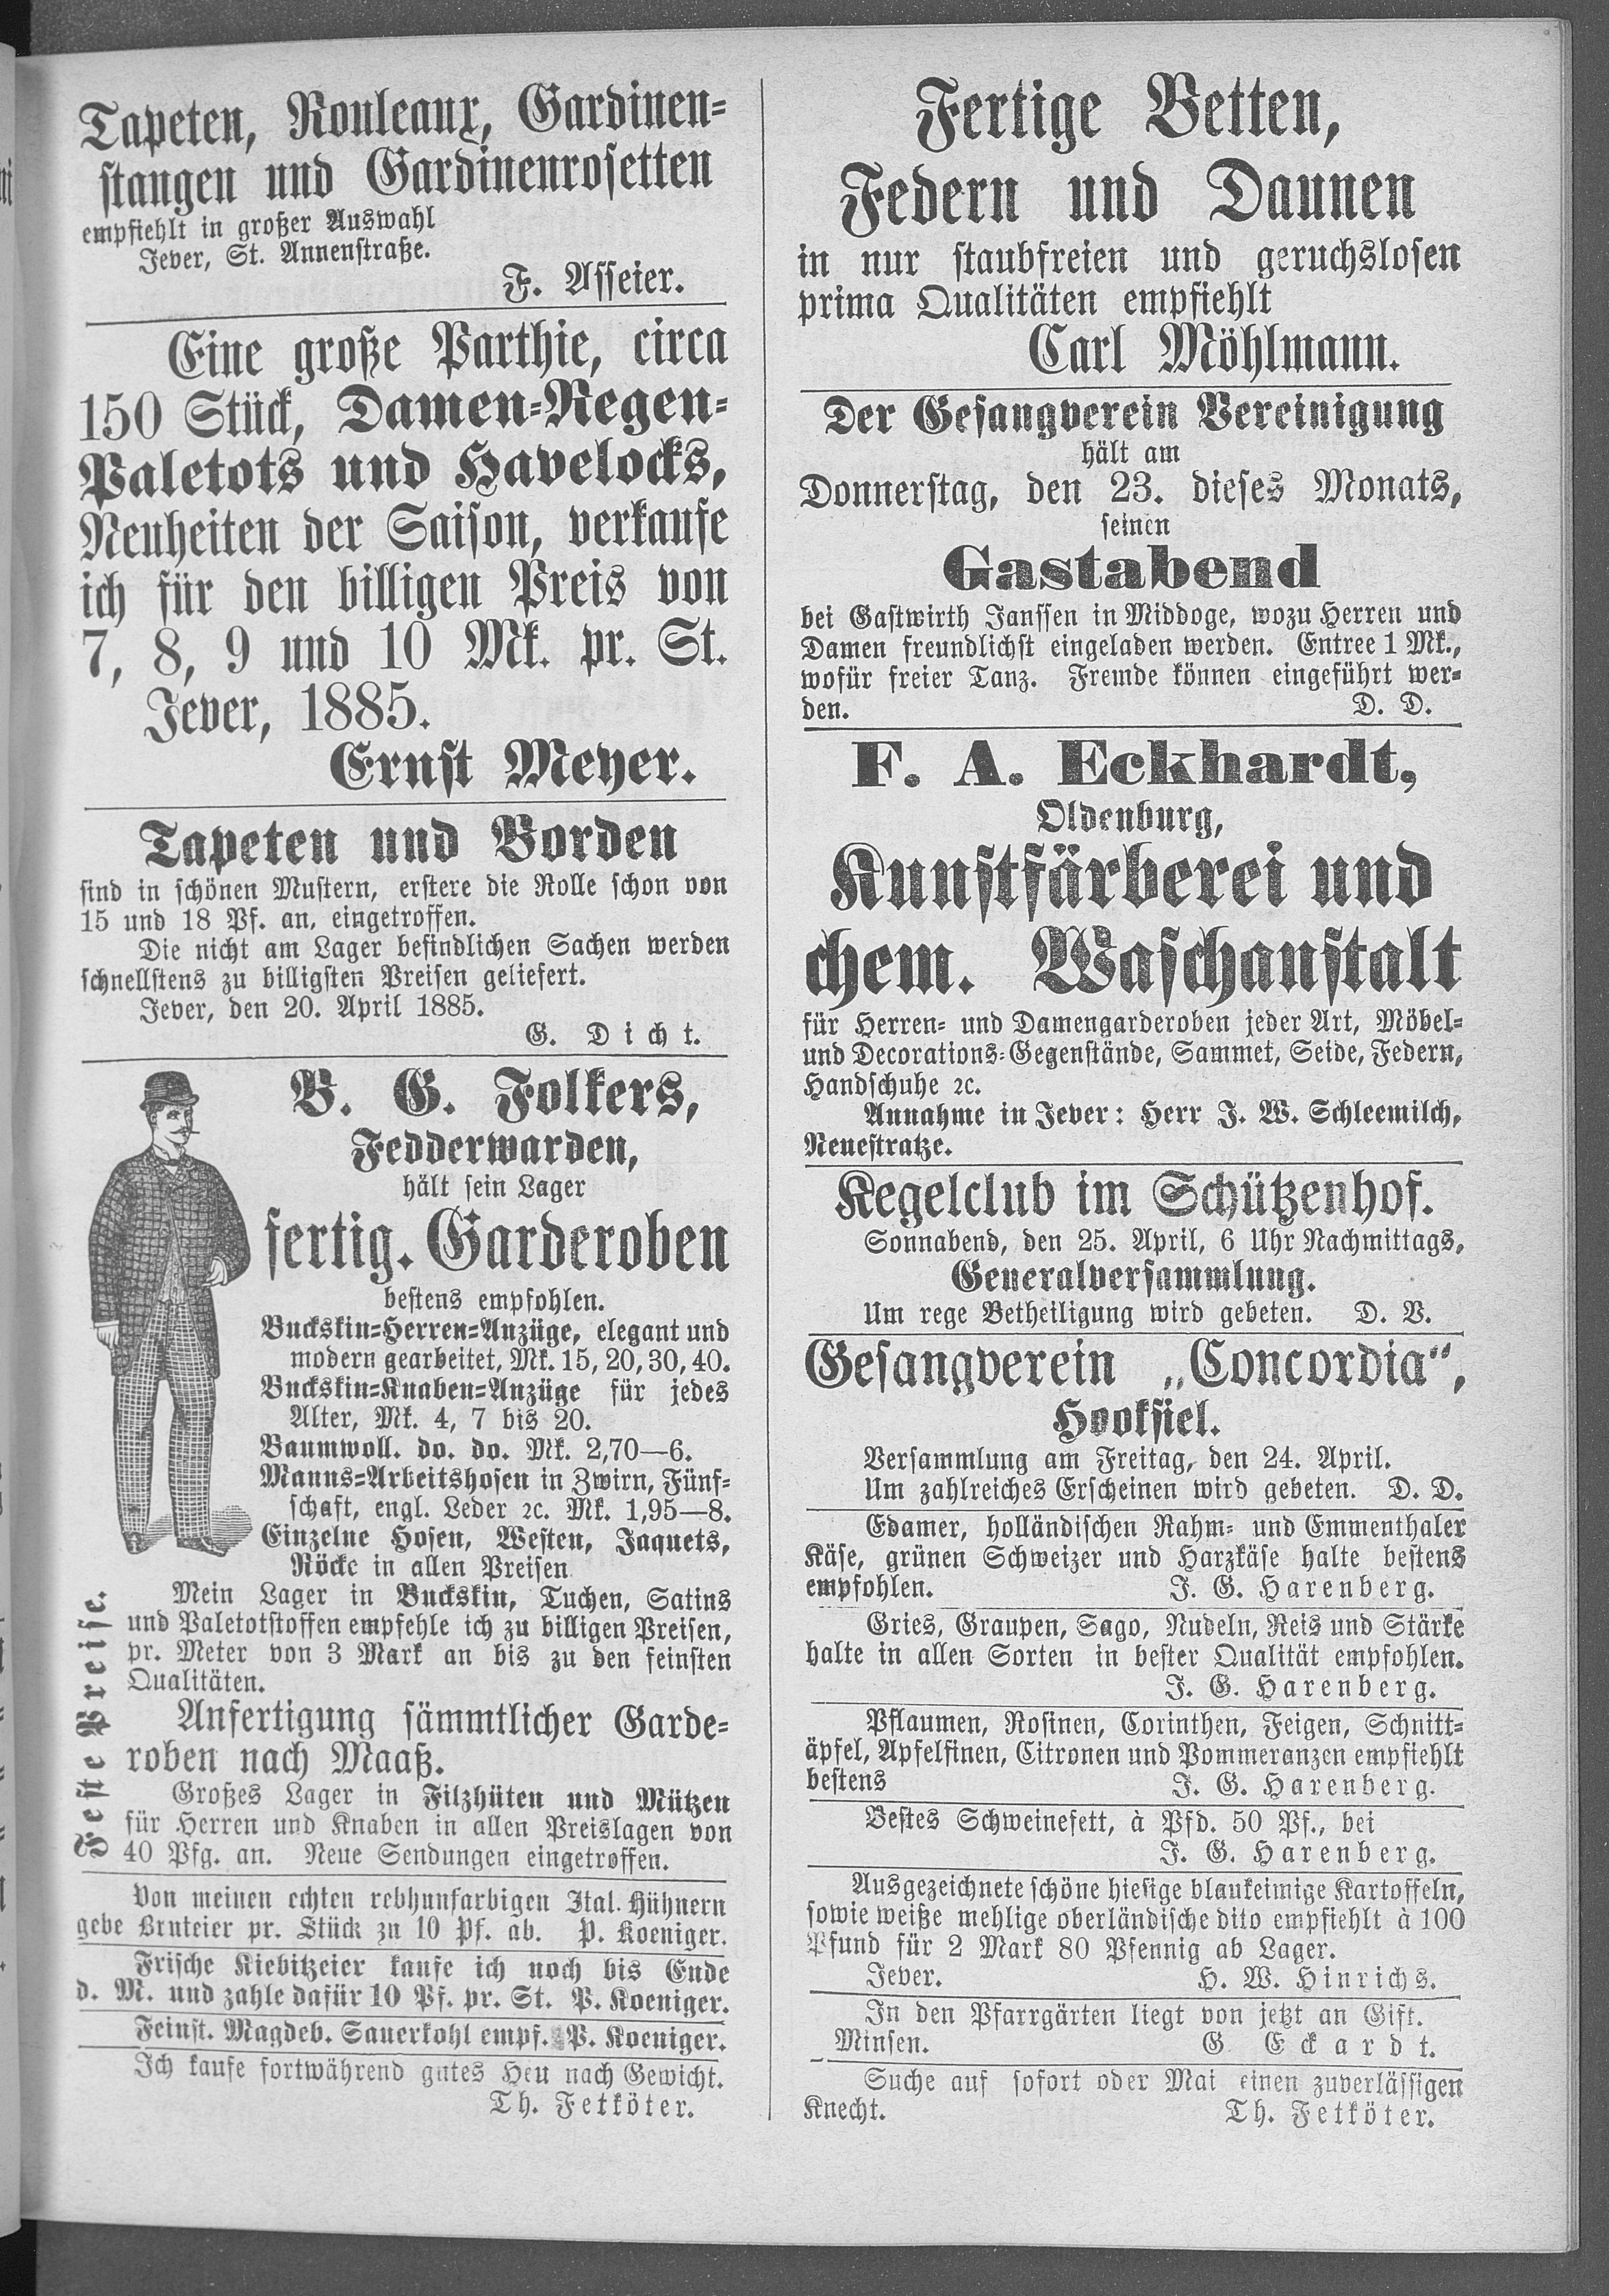 Tapeten, Rouleaux, Gardinen-
stangen und Gardinenrosetten
empfiehlt in großer Auswahl
Jever, St. Annenstraße.
F. Asseier.
Eine große Parthie, circa
150 Stück, Damen-Regen-
Paletots und Havelocks,
Neuheiten der Saison, verkaufe
ich für den billigen Preis von
7, 8, 9 und 10 Mk. pr. St.
Jever, 1885.
Ernst Meyer.
Tapeten und Borden
sind in schönen Mustern, erstere die Rolle schon von
15 und 18 Pf. an, eingetroffen.
Die nicht am Lager befindlichen Sachen werden
schnellstens zu billigsten Preisen geliefert.
Jever, den 20. April 1885.
G. Dicht.
B. G. Folkers,
Fedderwarden,
hält sein Lager
fertig. Garderoben
bestens empfohlen.
Buckskin-Herren-Anzüge, elegant und
modern gearbeitet, Mk. 15, 20, 30, 40.
Buckskin-Knaben-Anzüge für jedes
Alter, Mk. 4, 7 bis 20.
Baumwoll. do. do. Mk. 2,70—6.
Manns-Arbeitshosen in Zwirn, Fünf-
schaft, engl. Leder ꝛc. Mk. 1,95—8.
Einzelne Hosen, Westen, Jaquets,
Röcke in allen Preisen
Mein Lager in Buckskin, Tuchen, Satins
und Paletotstoffen empfehle ich zu billigen Preisen,
pr. Meter von 3 Mark an bis zu den feinsten
Qualitäten.
Anfertigung sämmtlicher Garde-
roben nach Maaß.
Großes Lager in Filzhüten und Mützen
für Herren und Knaben in allen Preislagen von
40 Pfg. an. Neue Sendungen eingetroffen.
Feste Preise.
Von meinen echten rebhunfarbigen Ital. Hühnern
gebe Bruteier pr. Stück zu 10 Pf. ab. P. Koeniger.
Frische Kiebitzeier kaufe ich noch bis Ende
d. M. und zahle dafür 10 Pf. pr. St. P. Koeniger.
Feinst. Magdeb. Sauerkohl empf. P. Koeniger.
Ich kaufe fortwährend gutes Heu nach Gewicht.
Th. Fetköter.
Fertige Betten,
Federn und Daunen
in nur staubfreien und geruchslosen
prima Qualitäten empfiehlt
Carl Möhlmann.
Der Gesangverein Vereinigung
hält am
Donnerstag, den 23. dieses Monats,
seinen
Gastabend
bei Gastwirth Janssen in Middoge, wozu Herren und
Damen freundlichst eingeladen werden. Entree 1 Mk.,
wofür freier Tanz. Fremde können eingeführt wer-
den. D. D.
F. A. Eckhardt,
Oldenburg,
Kunstfärberei und
chem. Waschanstalt
für Herren- und Damengarderoben jeder Art, Möbel-
und Decorations-Gegenstände, Sammet, Seide, Federn,
Handschuhe ꝛc.
Annahme in Jever: Herr J. W. Schleemilch,
Neuestratze.
Kegelclub im Schützenhof.
Sonnabend, den 25. April, 6 Uhr Nachmittags,
Generalversammlung.
Um rege Betheiligung wird gebeten. D. V.
Gesangverein „Concordia“,
Hooksiel.
Versammlung am Freitag, den 24. April.
Um zahlreiches Erscheinen wird gebeten. D. D.
Edamer, holländischen Rahm- und Emmenthaler
Käse, grünen Schweizer und Harzkäse halte bestens
empfohlen. J. G. Harenberg.
Gries, Graupen, Sago, Nudeln, Reis und Stärke
halte in allen Sorten in bester Qualität empfohlen.
J. G. Harenberg.
Pflaumen, Rosinen, Corinthen, Feigen, Schnitt-
äpfel, Apfelsinen, Citronen und Pommeranzen empfiehlt
bestens J. G. Harenberg.
Bestes Schweinefett, à Pfd. 50 Pf., bei
J. G. Harenberg.
Ausgezeichnete schöne hiesige blaukeimige Kartoffeln,
sowie weiße mehlige oberländische dito empfiehlt à 100
Pfund für 2 Mark 80 Pfennig ab Lager.
Jever. H. W. Hinrichs.
In den Pfarrgärten liegt von jetzt an Gift.
Minsen. G Eckardt.
Suche auf sofort oder Mai einen zuverlässigen
Knecht. Th. Fetköter.